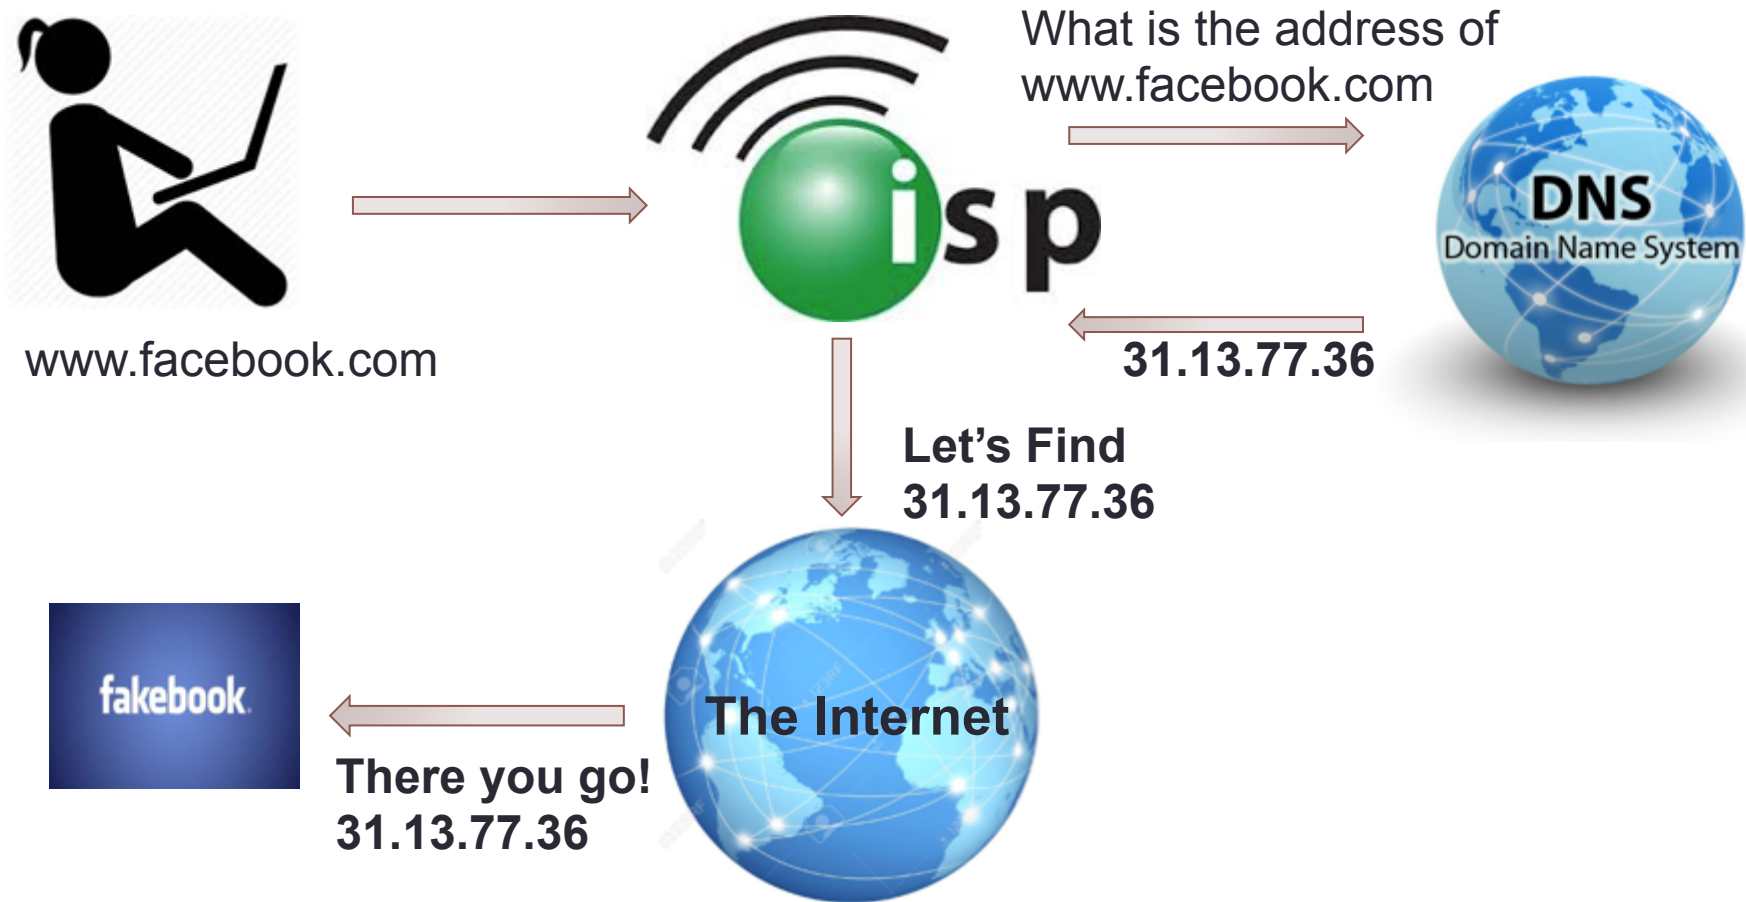 What is the address of
www.facebook.com
isp
DNS
Domain Name System
www.facebook.com
31.13.77.36
Let’s Find
31.13.77.36
The Internet
fakebook.
There you go!
31.13.77.36
123RF